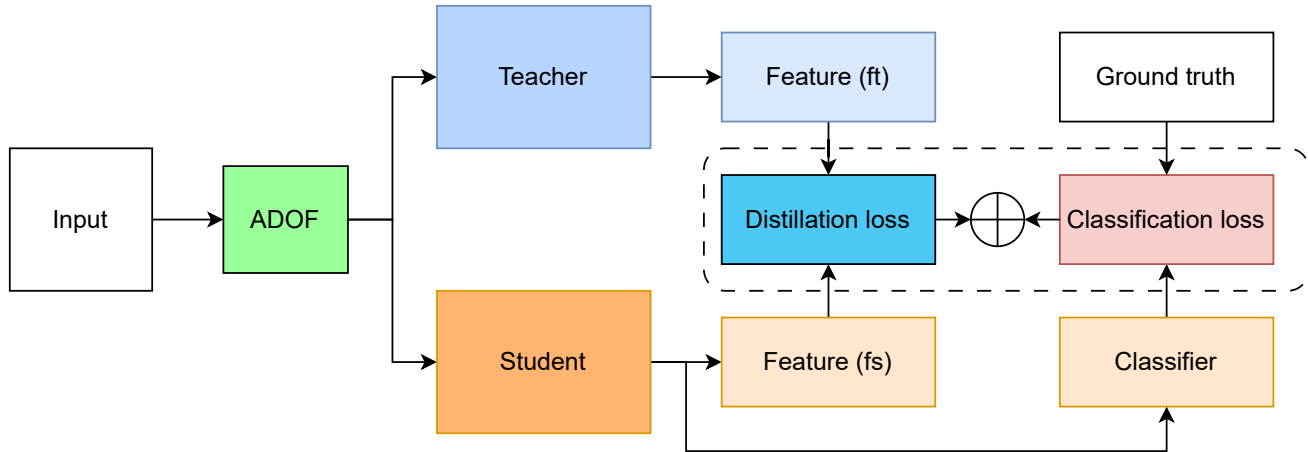 Input
ADOF
Teacher
Student
Feature (ft)
Distillation loss
Feature (fs)
Ground truth
Classification loss
Classifier